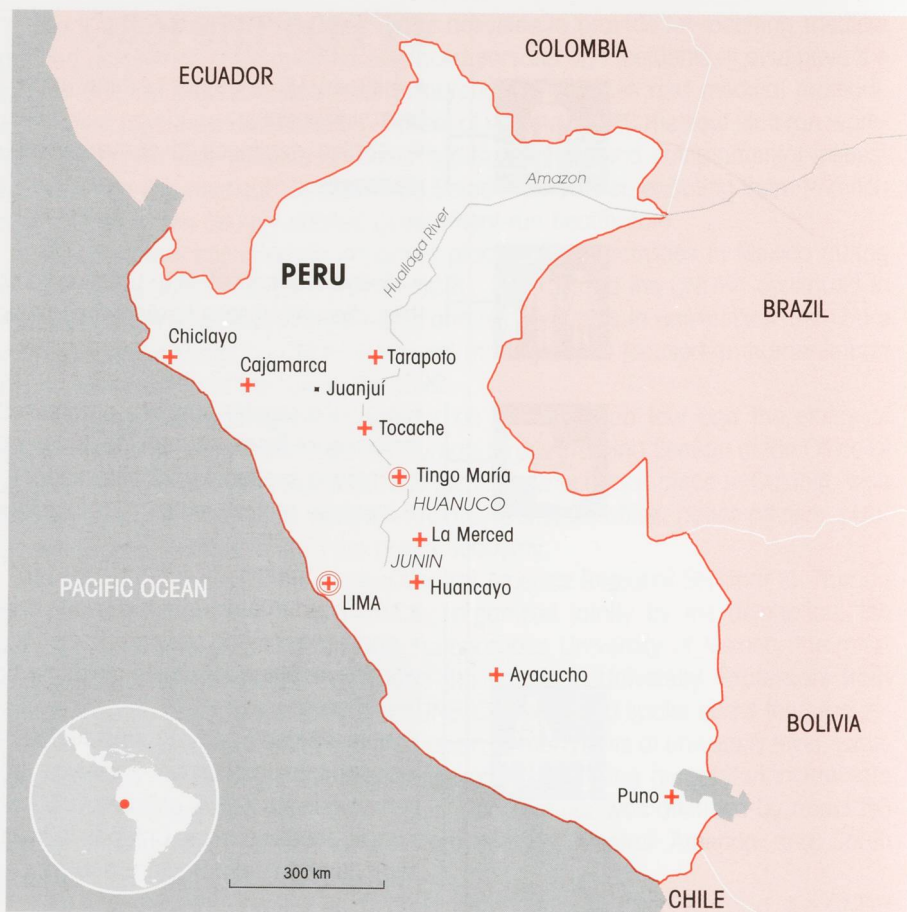 COLOMBIA
ECUADOR
Amazon
Huallaga River
PERU
BRAZIL
Chiclayo
Cajamarca
Tarapoto
Juanjuí
Tocache
Tingo María
HUANUCO
La Merced
JUNIN
PACIFIC OCEAN
Huancayo
LIMA
Ayacucho
BOLIVIA
Puno
300 km
CHILE